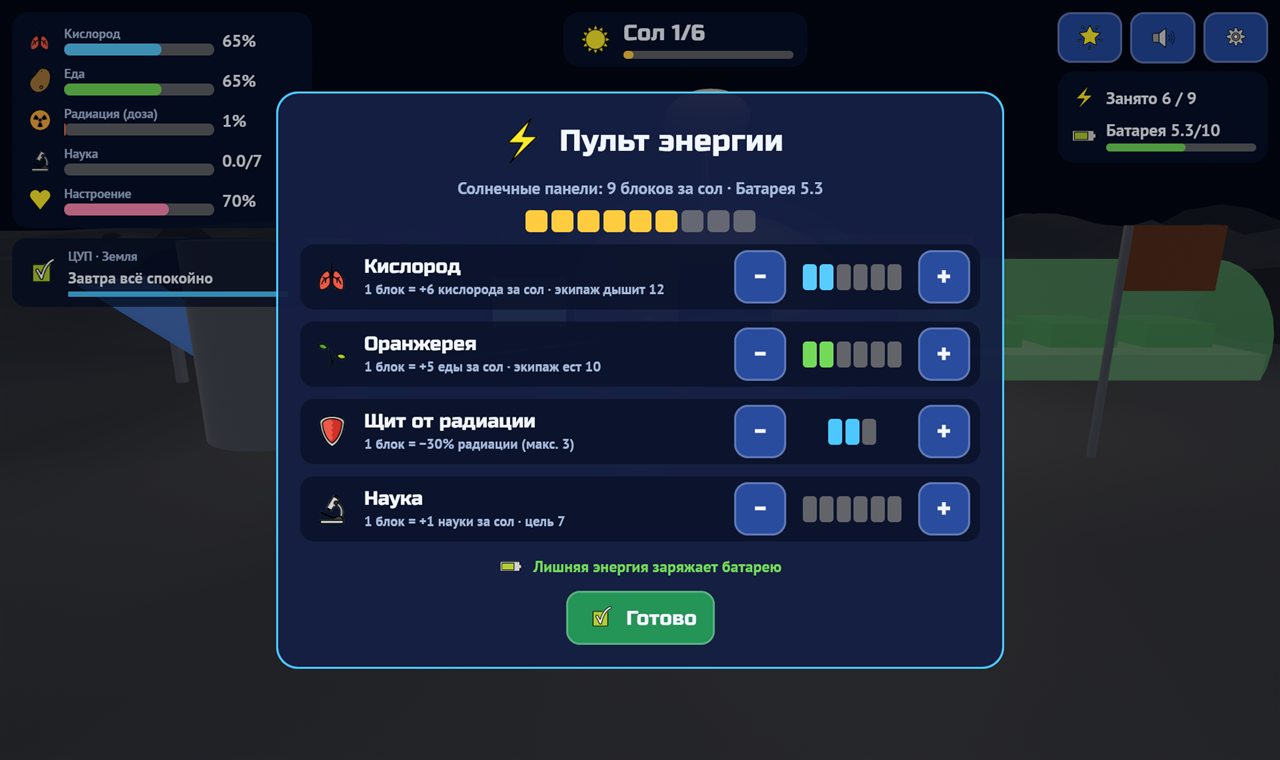 Кислород
65%
Еда
65%
Радиация (доза)
1%
Наука
0.0/7
Настроение
70%
ЦУП · Земля
Завтра всё спокойно
Сол 1/6
Занято 6 / 9
Батарея 5.3/10
Пульт энергии
Солнечные панели: 9 блоков за сол · Батарея 5.3
Кислород
1 блок = +6 кислорода за сол · экипаж дышит 12
− +
Оранжерея
1 блок = +5 еды за сол · экипаж ест 10
− +
Щит от радиации
1 блок = −30% радиации (макс. 3)
− +
Наука
1 блок = +1 науки за сол · цель 7
− +
Лишняя энергия заряжает батарею
Готово